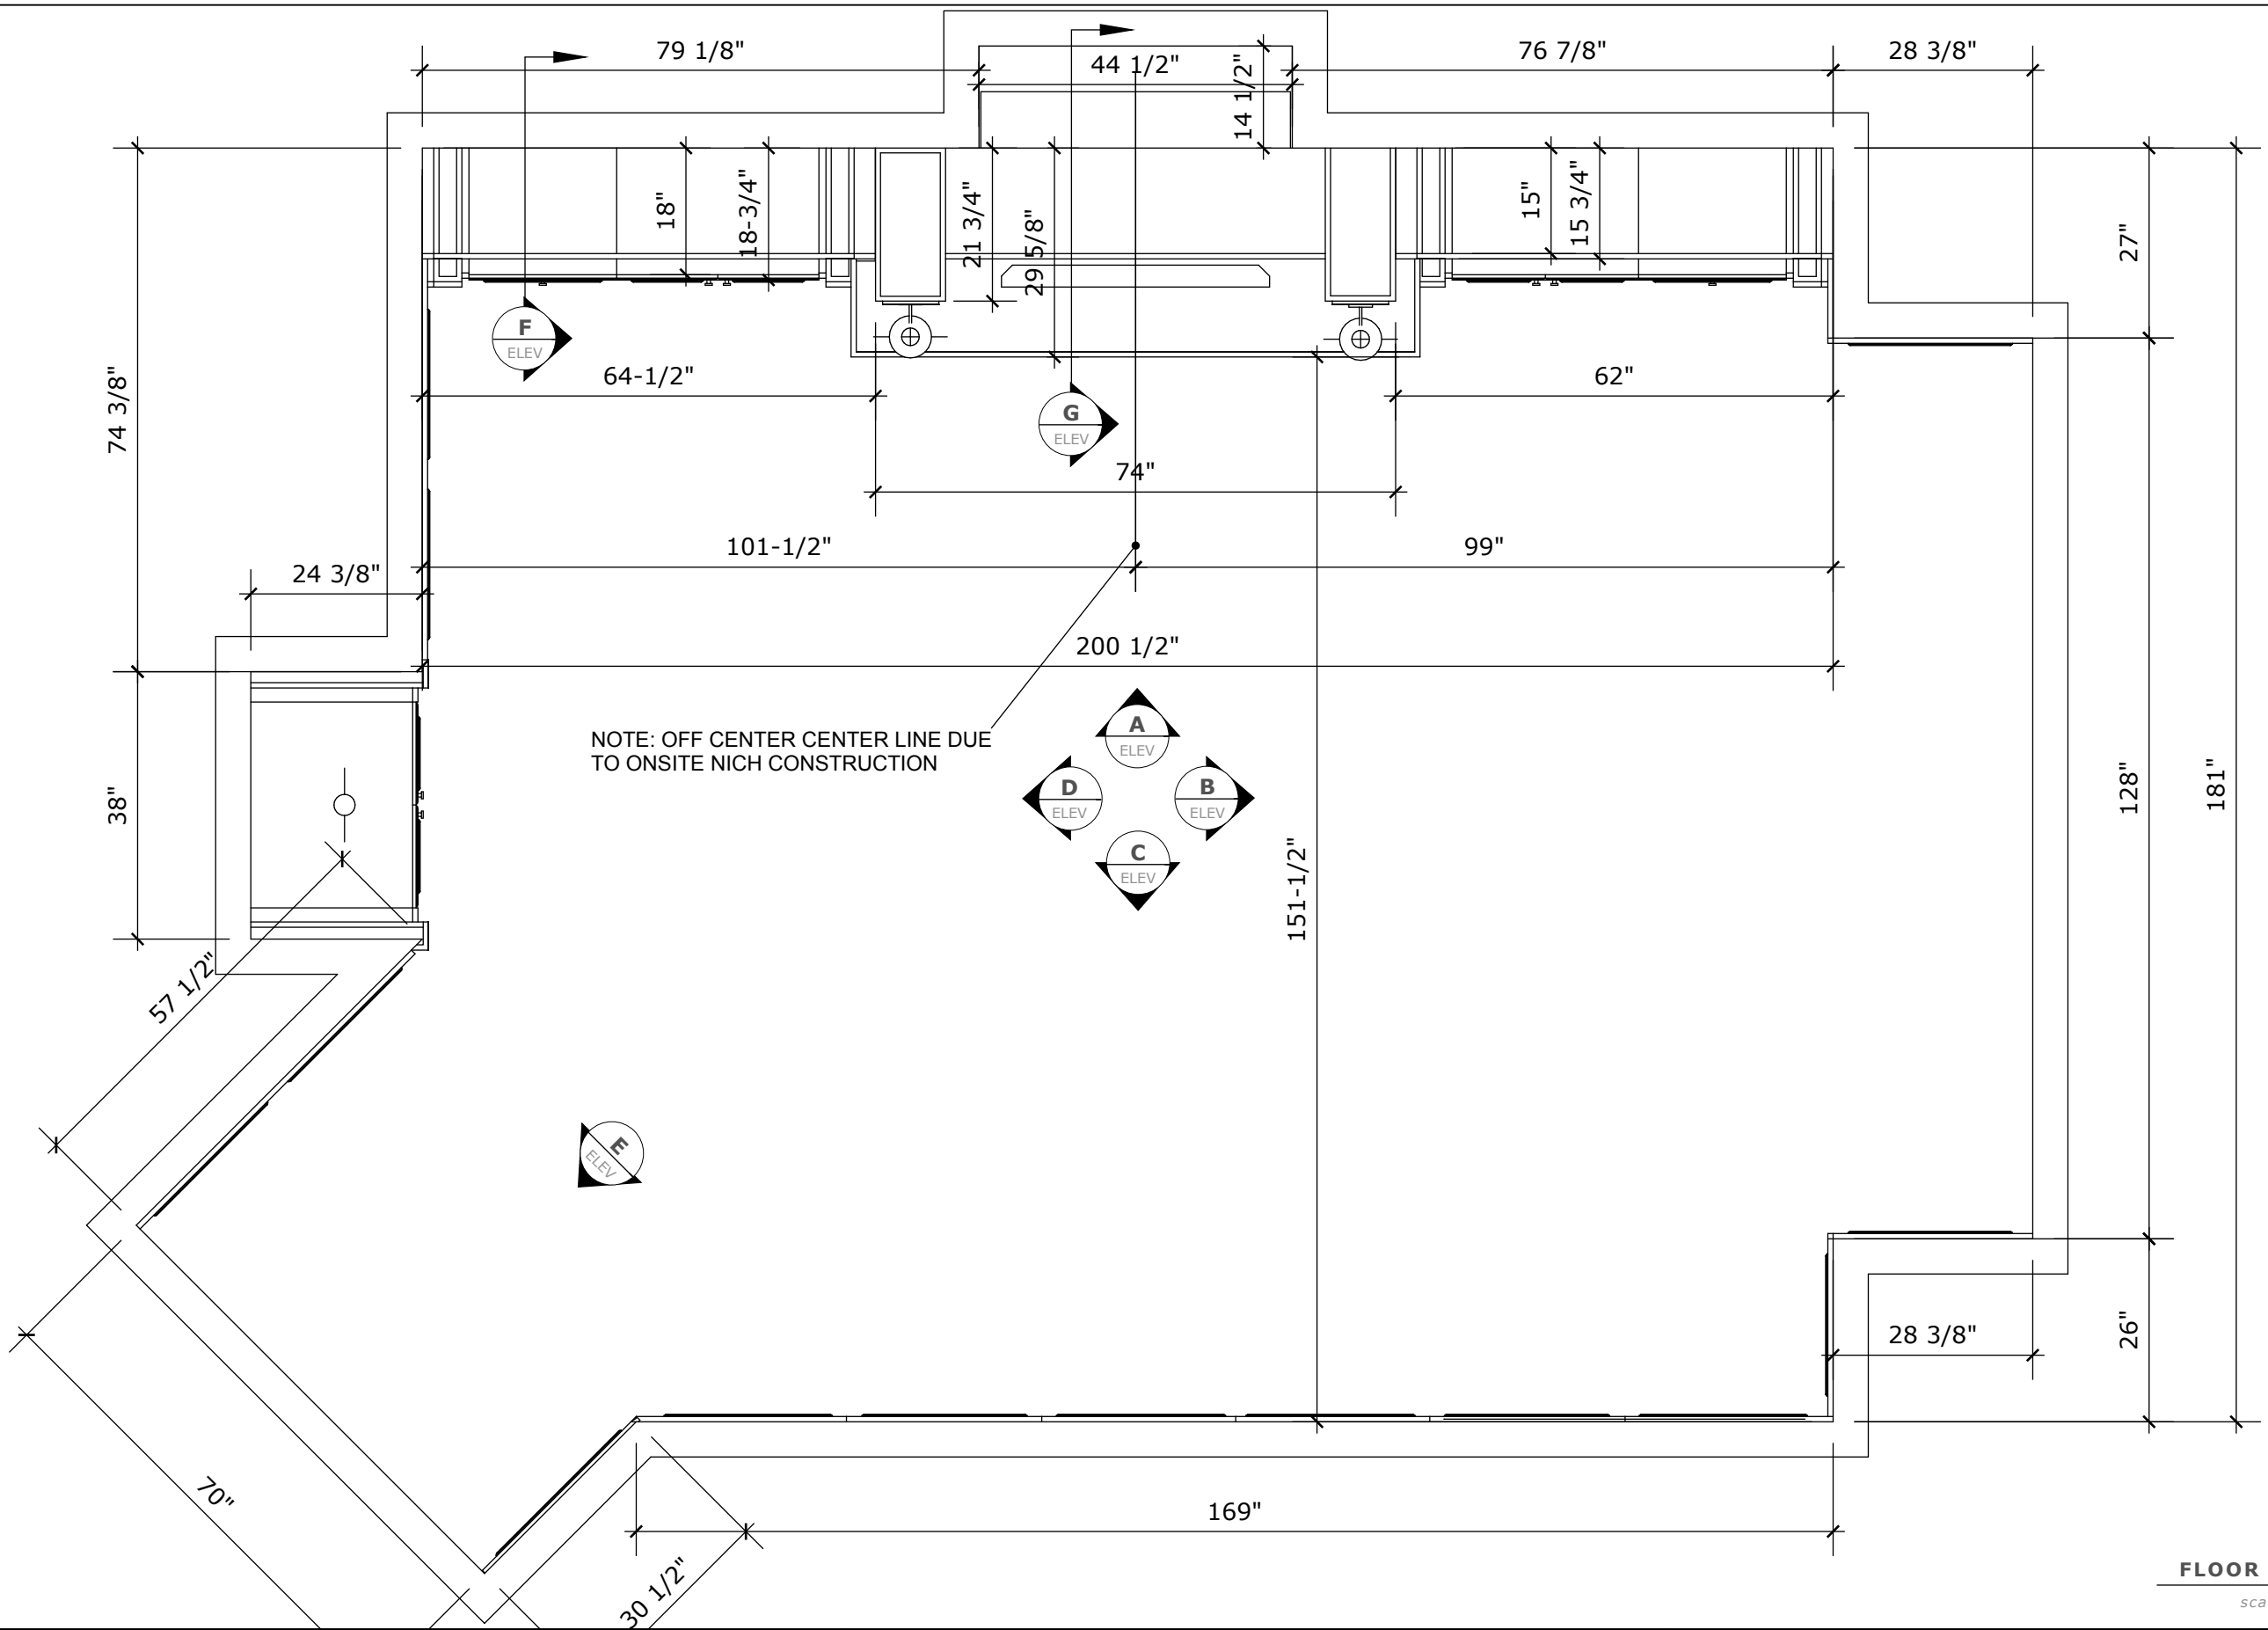 79 1/8"
44 1/2"
14 1/2"
76 7/8"
28 3/8"
18"
18-3/4"
21 3/4"
29 5/8"
15"
15 3/4"
27"
74 3/8"
F
ELEV
64-1/2"
62"
G
ELEV
74"
101-1/2"
99"
24 3/8"
200 1/2"
NOTE: OFF CENTER CENTER LINE DUE
TO ONSITE NICH CONSTRUCTION
A
ELEV
D
ELEV
B
ELEV
C
ELEV
38"
128"
181"
151-1/2"
57 1/2"
E
ELEV
26"
28 3/8"
70"
169"
30 1/2"
FLOOR
sca